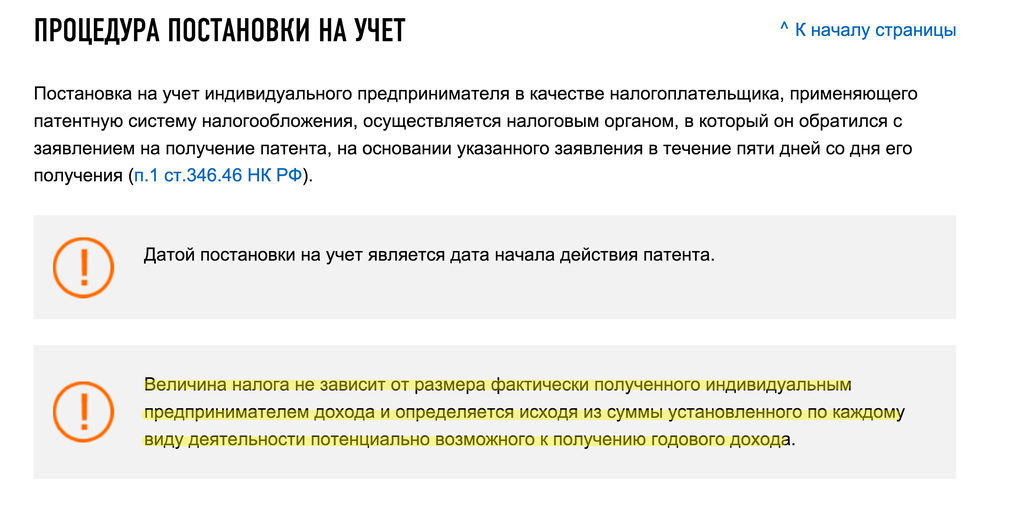 ПРОЦЕДУРА ПОСТАНОВКИ НА УЧЕТ
^ К началу страницы
Постановка на учет индивидуального предпринимателя в качестве налогоплательщика, применяющего
патентную систему налогообложения, осуществляется налоговым органом, в который он обратился с
заявлением на получение патента, на основании указанного заявления в течение пяти дней со дня его
получения (п.1 ст.346.46 НК РФ).
Датой постановки на учет является дата начала действия патента.
Величина налога не зависит от размера фактически полученного индивидуальным
предпринимателем дохода и определяется исходя из суммы установленного по каждому
виду деятельности потенциально возможного к получению годового дохода.